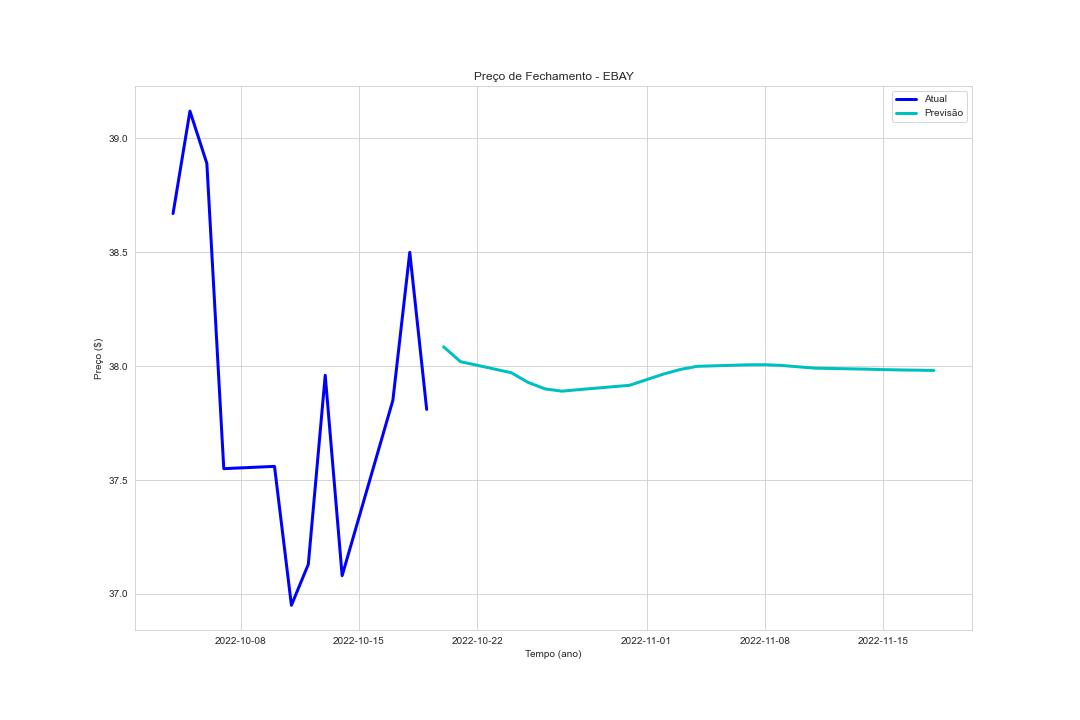 Preço de Fechamento - EBAY
Atual
Previsão
39.0
38.5
38.0
37.5
37.0
Preço ($)
2022-10-08
2022-10-15
2022-10-22
2022-11-01
2022-11-08
2022-11-15
Tempo (ano)